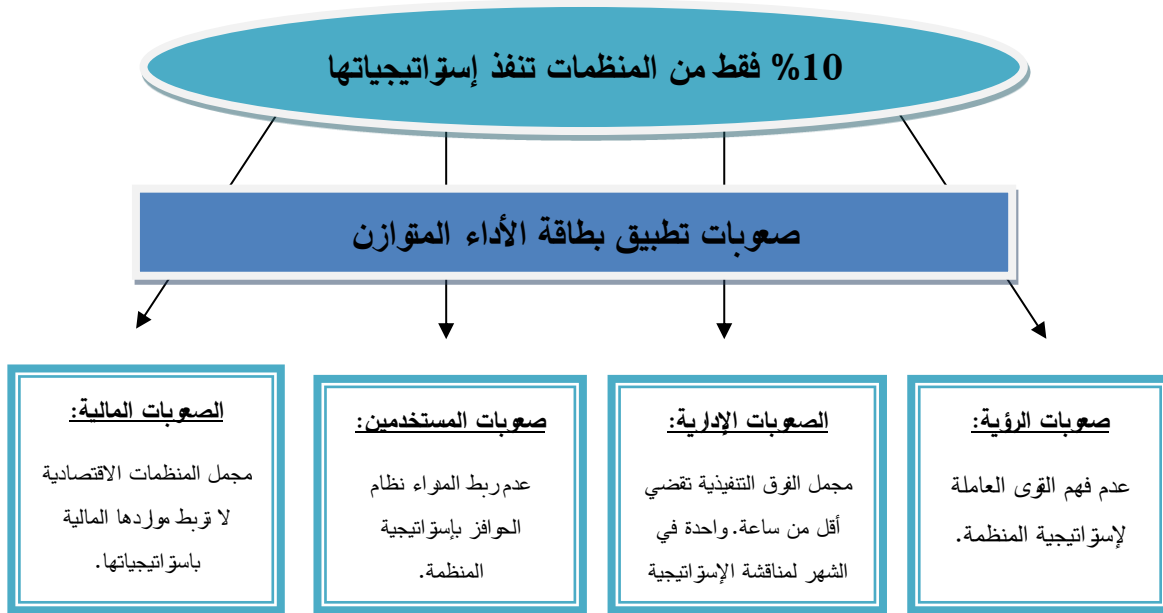 10% فقط من المنظمات تنفذ إستراتيجياتها
صعوبات تطبيق بطاقة الأداء المتوازن
صعوبات الرؤية:
عدم فهم القوى العاملة
لإستراتيجية المنظمة.
الصعوبات الإدارية:
مجمل الفرق التنفيذية تقضي
أقل من ساعة. واحدة في
الشهر لمناقشة الإستراتيجية
صعوبات المستخدمين:
عدم ربط المدراء نظام
الحوافز بإستراتيجية
المنظمة.
الصعوبات المالية:
مجمل المنظمات الاقتصادية
لا تربط مواردها المالية
باستراتيجياتها.